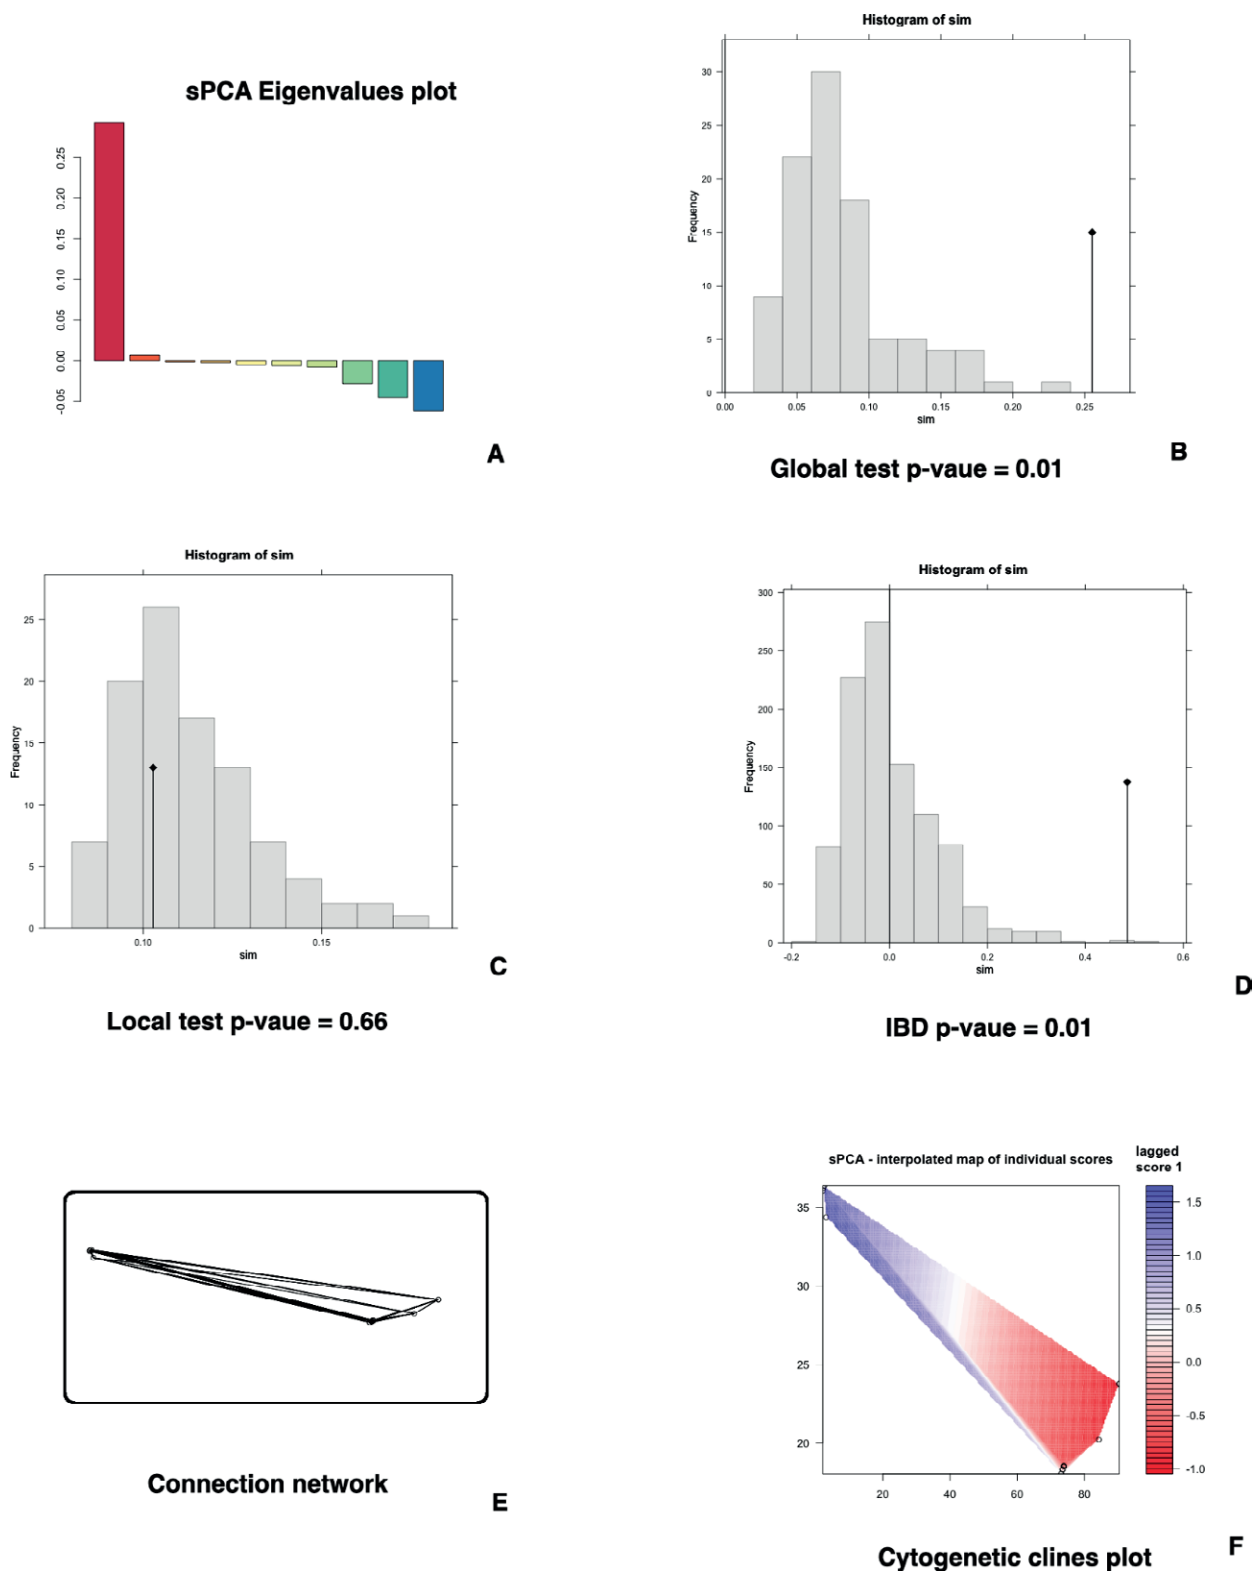 sPCA Eigenvalues plot
0.25
0.20
0.15
0.10
0.05
0.00
-0.05
A
Histogram of sim
Frequency
30
25
20
15
10
5
0
0.00 0.05 0.10 0.15 0.20 0.25
sim
B
Global test p-vaue = 0.01
Histogram of sim
Frequency
25
20
15
10
5
0
0.10 0.15
sim
C
Local test p-vaue = 0.66
Histogram of sim
Frequency
300
250
200
150
100
50
0
-0.2 0.0 0.2 0.4 0.6
sim
D
IBD p-vaue = 0.01
Connection network
E
sPCA - interpolated map of individual scores
lagged
score 1
35
30
25
20
20 40 60 80
1.5
1.0
0.5
0.0
-0.5
-1.0
F
Cytogenetic clines plot